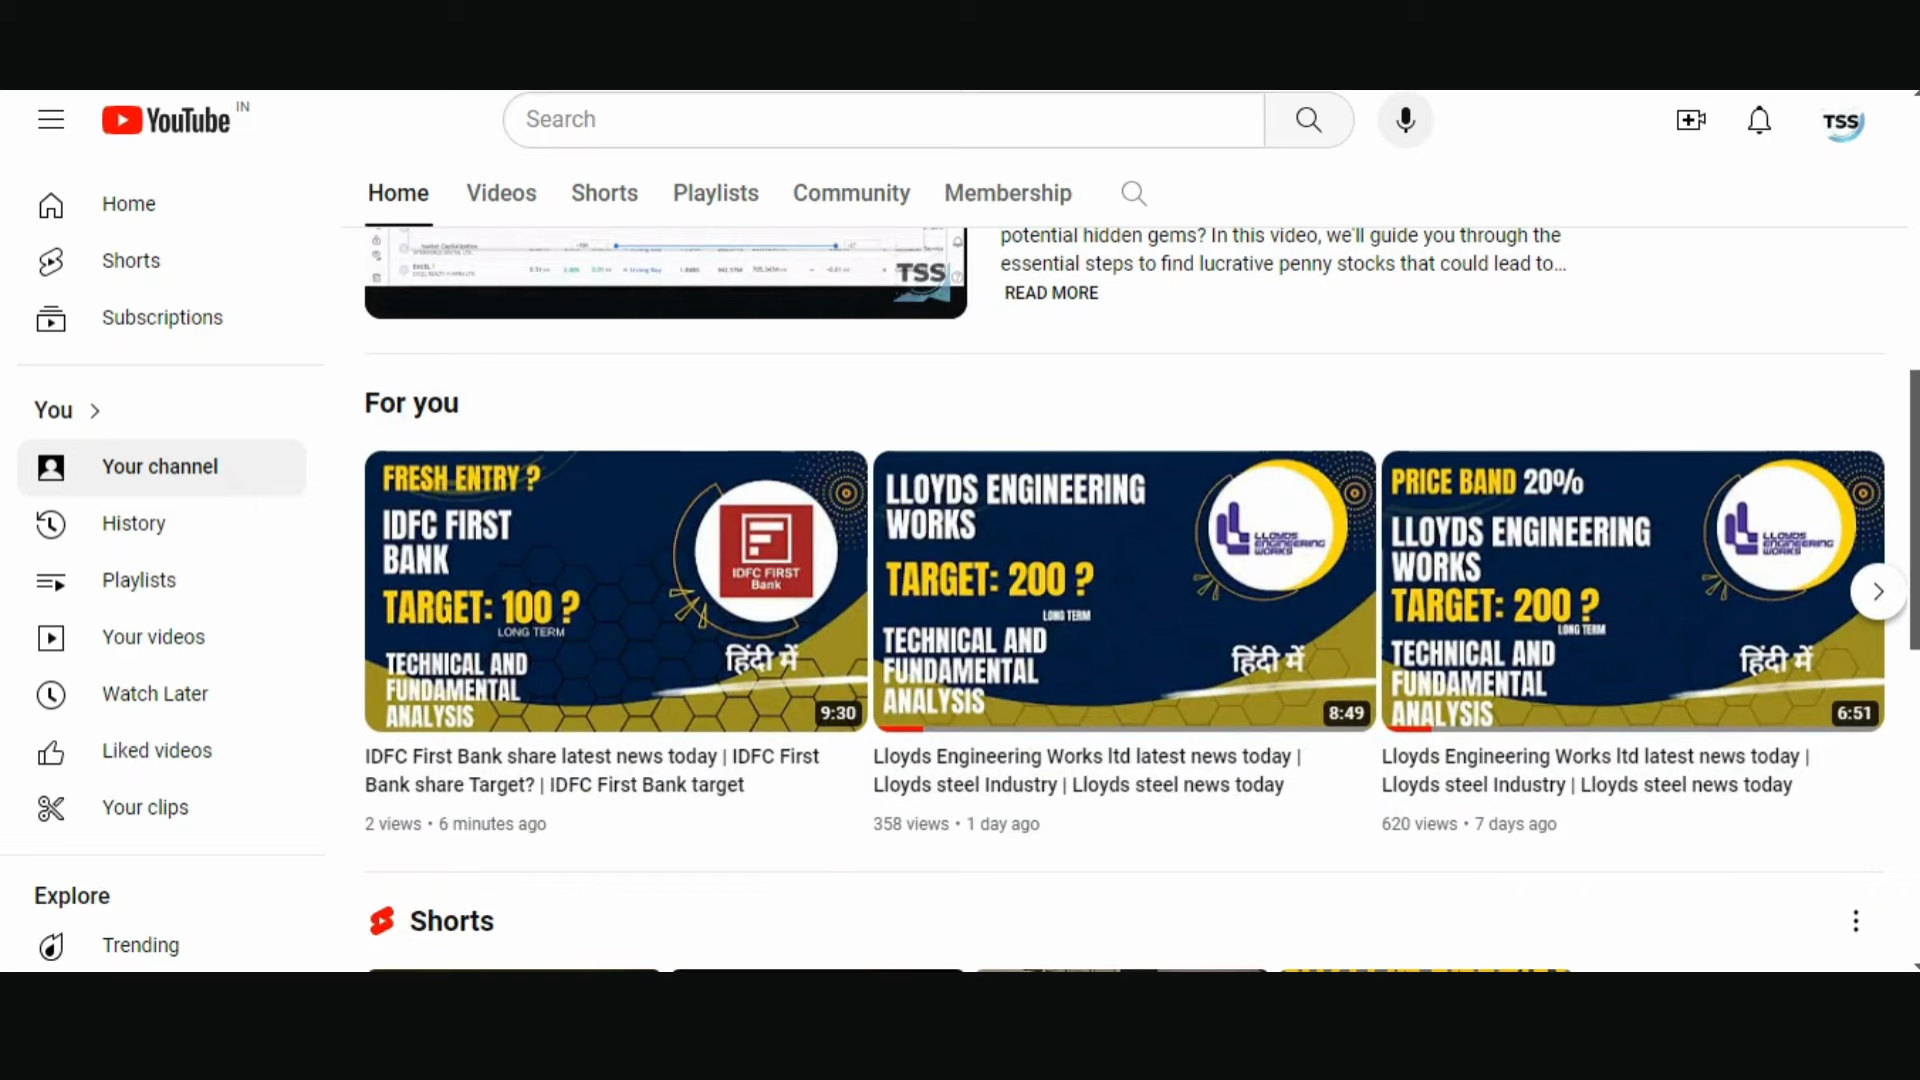 YouTube IN
Search
TSS
Home
Shorts
Subscriptions
You
Your channel
History
Playlists
Your videos
Watch Later
Liked videos
Your clips
Explore
Trending
Home Videos Shorts Playlists Community Membership
TSS
potential hidden gems? In this video, we'll guide you through the
essential steps to find lucrative penny stocks that could lead to...
READ MORE
For you
FRESH ENTRY ?
IDFC FIRST
BANK
TARGET: 100 ?
LONG TERM
TECHNICAL AND
FUNDAMENTAL
ANALYSIS
IDFC FIRST
Bank
हिंदी में
9:30
IDFC First Bank share latest news today | IDFC First
Bank share Target? | IDFC First Bank target
2 views • 6 minutes ago
LLOYDS ENGINEERING
WORKS
TARGET: 200 ?
LONG TERM
TECHNICAL AND
FUNDAMENTAL
ANALYSIS
LLOYDS
ENGINEERING
WORKS
हिंदी में
8:49
Lloyds Engineering Works ltd latest news today |
Lloyds steel Industry | Lloyds steel news today
358 views • 1 day ago
PRICE BAND 20%
LLOYDS ENGINEERING
WORKS
TARGET: 200 ?
LONG TERM
TECHNICAL AND
FUNDAMENTAL
ANALYSIS
LLOYDS
ENGINEERING
WORKS
हिंदी में
6:51
Lloyds Engineering Works ltd latest news today |
Lloyds steel Industry | Lloyds steel news today
620 views • 7 days ago
Shorts